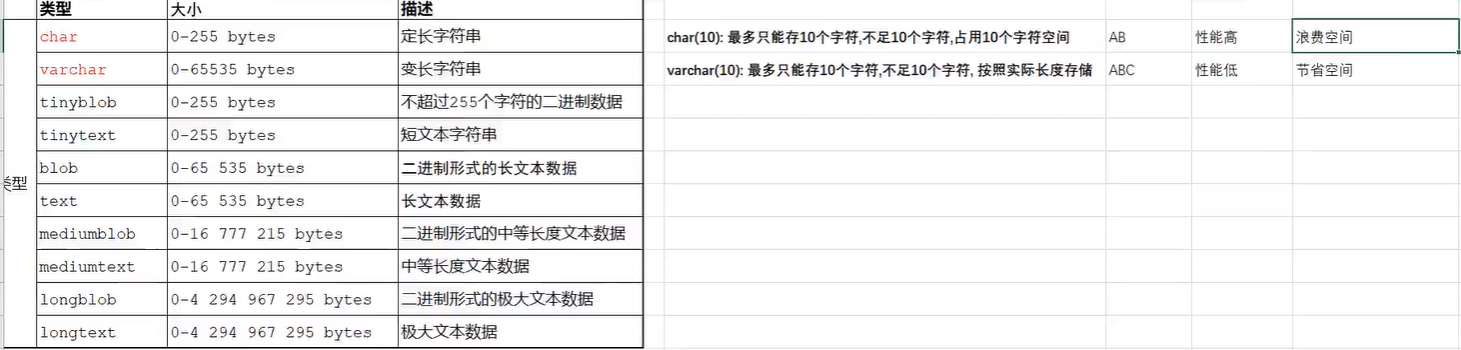 类型 大小 描述
char 0-255 bytes 定长字符串 char(10): 最多只能存10个字符,不足10个字符,占用10个字符空间 AB 性能高 浪费空间
varchar 0-65535 bytes 变长字符串 varchar(10): 最多只能存10个字符,不足10个字符, 按照实际长度存储 ABC 性能低 节省空间
tinyblob 0-255 bytes 不超过255个字符的二进制数据
tinytext 0-255 bytes 短文本字符串
blob 0-65 535 bytes 二进制形式的长文本数据
类型 text 0-65 535 bytes 长文本数据
mediumblob 0-16 777 215 bytes 二进制形式的中等长度文本数据
mediumtext 0-16 777 215 bytes 中等长度文本数据
longblob 0-4 294 967 295 bytes 二进制形式的极大文本数据
longtext 0-4 294 967 295 bytes 极大文本数据